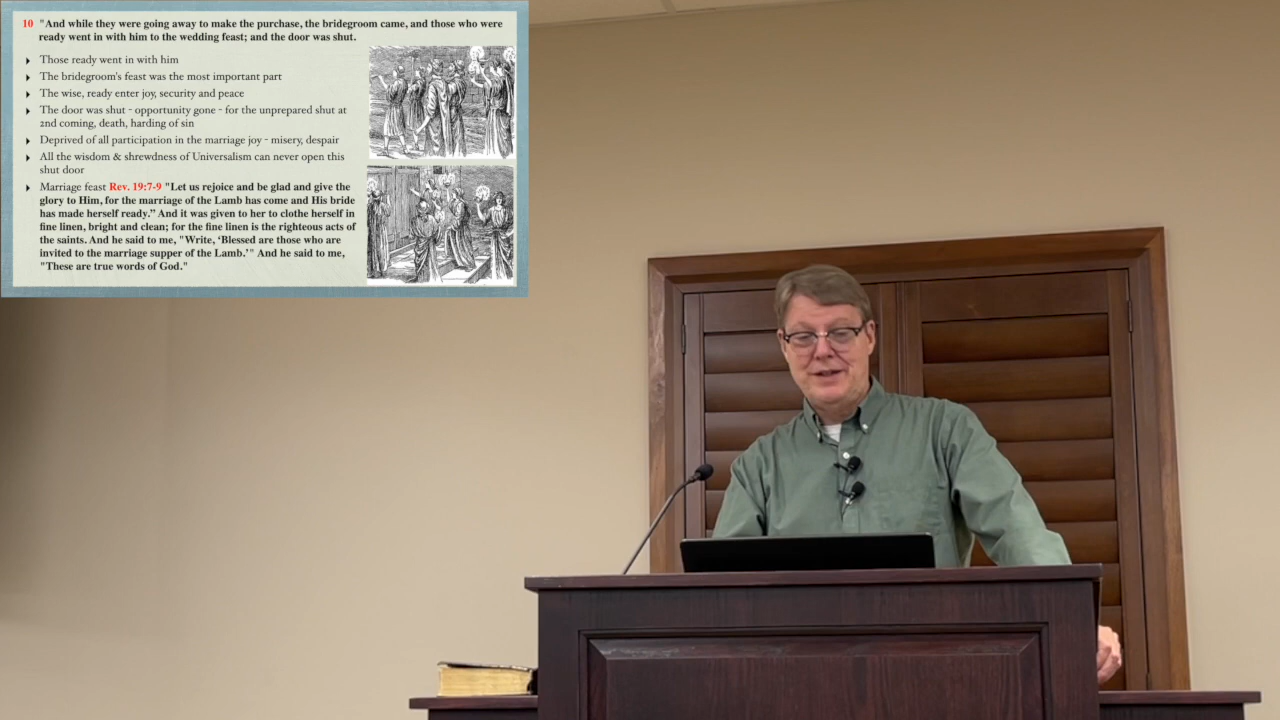 10 "And while they were going away to make the purchase, the bridegroom came, and those who were
ready went in with him to the wedding feast; and the door was shut.
Those ready went in with him
The bridegroom's feast was the most important part
The wise, ready enter joy, security and peace
The door was shut - opportunity gone - for the unprepared shut at
2nd coming, death, harding of sin
Deprived of all participation in the marriage joy - misery, despair
All the wisdom & shrewdness of Universalism can never open this
shut door
Marriage feast Rev. 19:7-9 "Let us rejoice and be glad and give the
glory to Him, for the marriage of the Lamb has come and His bride
has made herself ready.” And it was given to her to clothe herself in
fine linen, bright and clean; for the fine linen is the righteous acts of
the saints. And he said to me, "Write, ‘Blessed are those who are
invited to the marriage supper of the Lamb.’" And he said to me,
"These are true words of God."